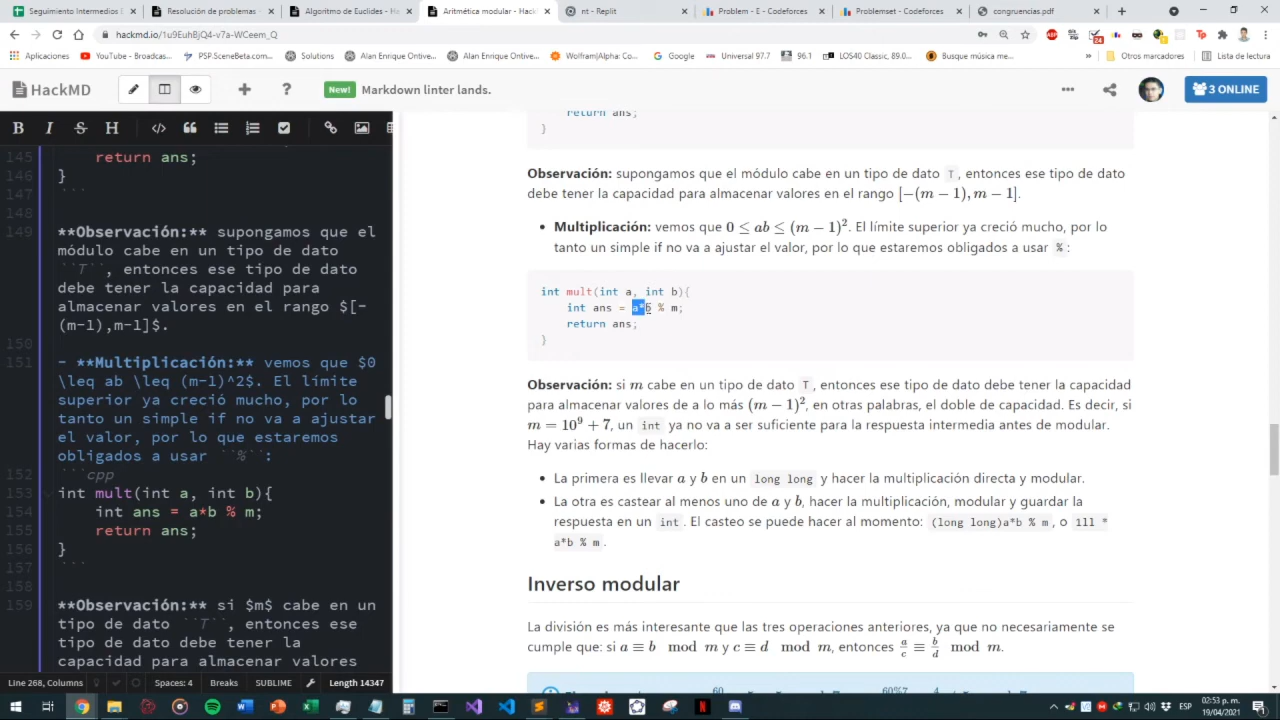 Seguimiento Ejercicios D
Resolución de problemas -
Algoritmo de Euclides - Ha
Aritmética modular - Hack
nt - Replit
Problem - E - Codeforces
Problemset - Codeforces
congruencias.pdf
hackmd.io/1u9Euh8jQ4-v7a-WCeem_Q
24
Aplicaciones
YouTube - Broadcas...
PSP.SceneBeta.com...
Solutions
Alan Enrique Ontive...
Alan Enrique Ontive...
Wolfram|Alpha: Co...
Google
Universal 97.7
96.1
LOS40 Classic, 89.0...
Busque música me...
»
Otros marcadores
Lista de lectura
HackMD
New! Markdown linter lands.
3 ONLINE
B I S H
145 return ans;
146 }
147 ```
148
149 **Observación:** supongamos que el
módulo cabe en un tipo de dato
``T``, entonces ese tipo de dato
debe tener la capacidad para
almacenar valores en el rango $[-
(m-1),m-1]$.
150
151 - **Multiplicación:** vemos que $0
\leq ab \leq (m-1)^2$. El límite
superior ya creció mucho, por lo
tanto un simple if no va a ajustar
el valor, por lo que estaremos
obligados a usar ``%``:
152 ```cpp
153 int mult(int a, int b){
154 int ans = a*b % m;
155 return ans;
156 }
157 ```
158
159 **Observación:** si $m$ cabe en un
tipo de dato ``T``, entonces ese
tipo de dato debe tener la
capacidad para almacenar valores
Line 268, Columns
Spaces: 4
Breaks
SUBLIME
Length 14347
return ans;
}
Observación: supongamos que el módulo cabe en un tipo de dato T, entonces ese tipo de dato
debe tener la capacidad para almacenar valores en el rango [−(m − 1), m − 1].
• Multiplicación: vemos que 0 ≤ ab ≤ (m − 1)². El límite superior ya creció mucho, por lo
tanto un simple if no va a ajustar el valor, por lo que estaremos obligados a usar %:
int mult(int a, int b){
int ans = a*b % m;
return ans;
}
Observación: si m cabe en un tipo de dato T, entonces ese tipo de dato debe tener la capacidad
para almacenar valores de a lo más (m − 1)², en otras palabras, el doble de capacidad. Es decir, si
m = 10⁹ + 7, un int ya no va a ser suficiente para la respuesta intermedia antes de modular.
Hay varias formas de hacerlo:
• La primera es llevar a y b en un long long y hacer la multiplicación directa y modular.
• La otra es castear al menos uno de a y b, hacer la multiplicación, modular y guardar la
respuesta en un int. El casteo se puede hacer al momento: (long long)a*b % m, o 1ll *
a*b % m.
Inverso modular
La división es más interesante que las tres operaciones anteriores, ya que no necesariamente se
cumple que: si a ≡ b mod m y c ≡ d mod m, entonces a/c ≡ b/d mod m.
ESP
02:53 p. m.
19/04/2021